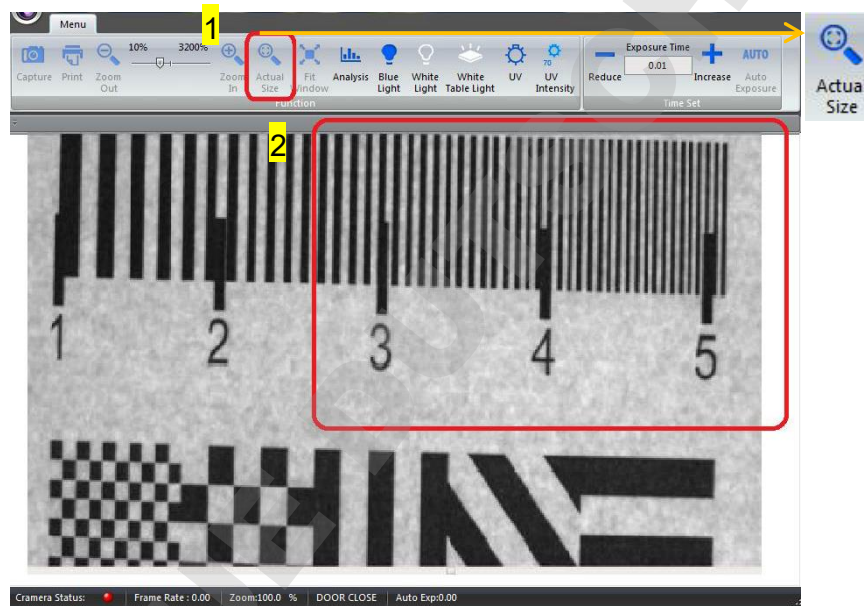 1
Menu
10% 3200%
Capture Print Zoom Out Zoom In Actual Size Fit Window Analysis Blue Light White Light White Table Light UV 70 UV Intensity
Function
Exposure Time
Reduce 0.01 Increase AUTO Auto Exposure
Time Set
Actua
Size
2
1 2 3 4 5
Cramera Status: Frame Rate : 0.00 Zoom:100.0 % DOOR CLOSE Auto Exp:0.00